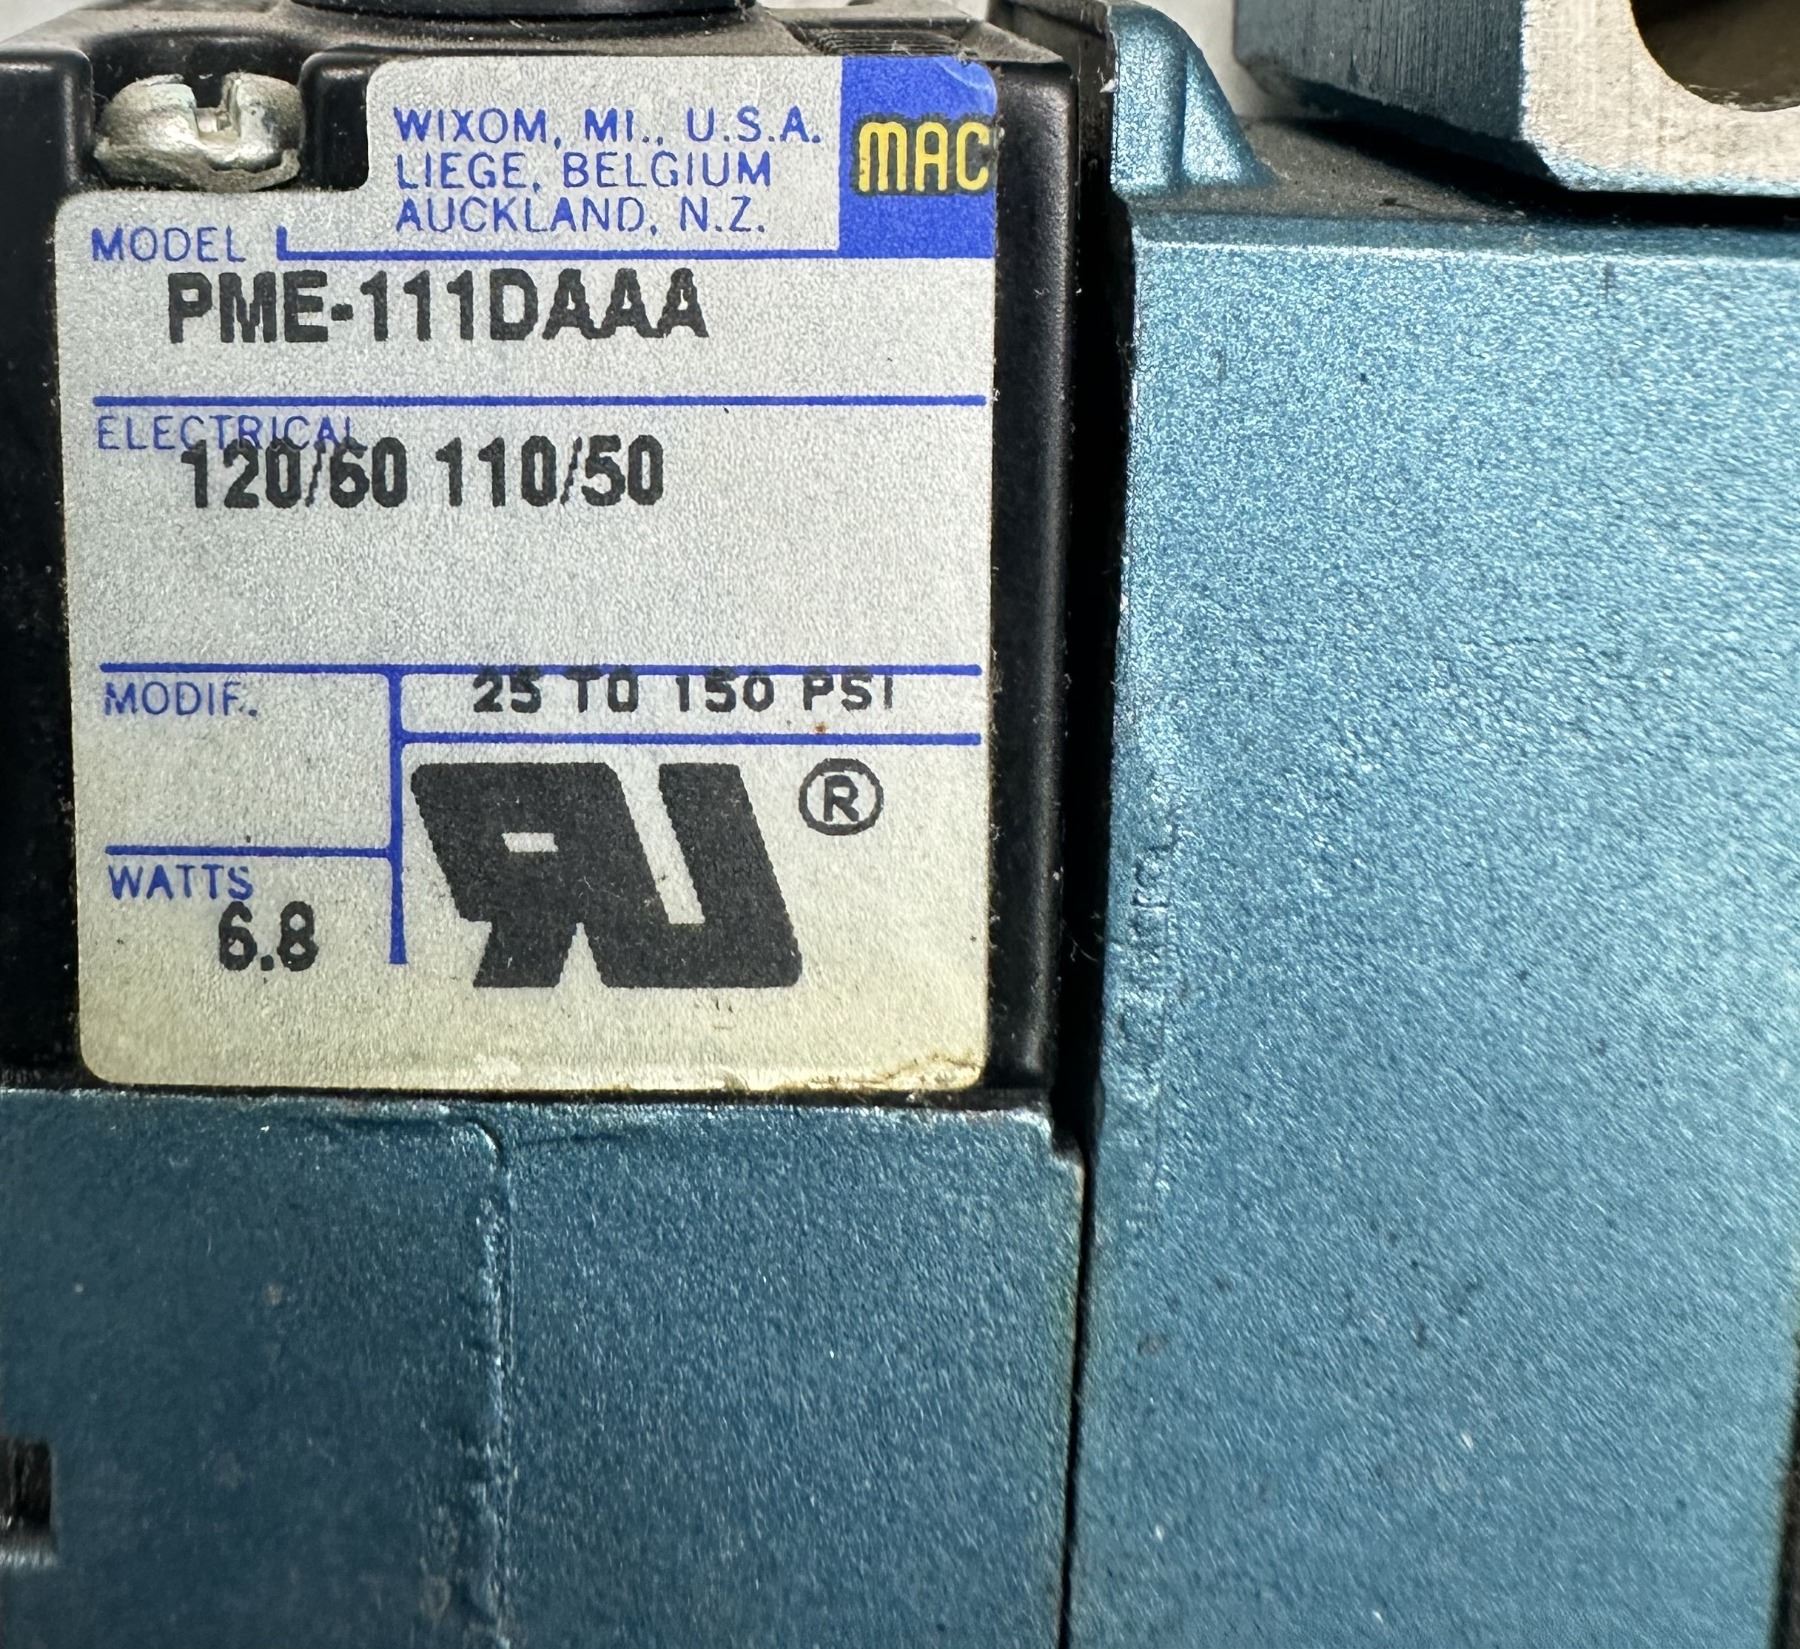 WIXOM, MI., U.S.A.
LIEGE, BELGIUM
AUCKLAND, N.Z.
MAC
MODEL
PME-111DAAA
ELECTRICAL
120/60 110/50
MODIF.
25 TO 150 PSI
WATTS
6.8
RU®